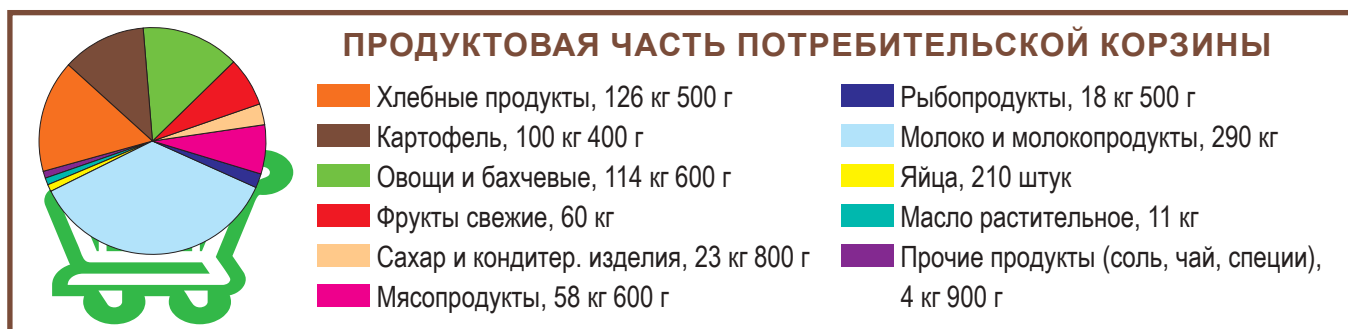 ПРОДУКТОВАЯ ЧАСТЬ ПОТРЕБИТЕЛЬСКОЙ КОРЗИНЫ
Хлебные продукты, 126 кг 500 г
Картофель, 100 кг 400 г
Овощи и бахчевые, 114 кг 600 г
Фрукты свежие, 60 кг
Сахар и кондитер. изделия, 23 кг 800 г
Мясопродукты, 58 кг 600 г
Рыбопродукты, 18 кг 500 г
Молоко и молокопродукты, 290 кг
Яйца, 210 штук
Масло растительное, 11 кг
Прочие продукты (соль, чай, специи),
4 кг 900 г